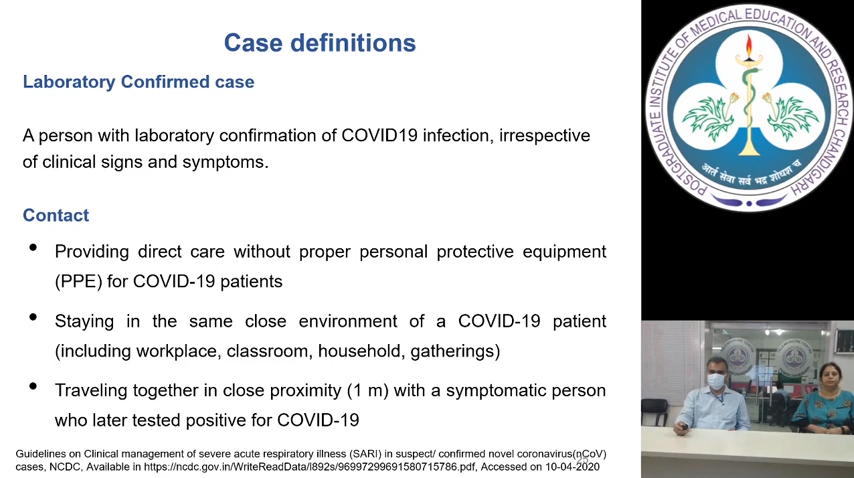 Case definitions
Laboratory Confirmed case
A person with laboratory confirmation of COVID19 infection, irrespective
of clinical signs and symptoms.
Contact
• Providing direct care without proper personal protective equipment
(PPE) for COVID-19 patients
• Staying in the same close environment of a COVID-19 patient
(including workplace, classroom, household, gatherings)
• Traveling together in close proximity (1 m) with a symptomatic person
who later tested positive for COVID-19
Guidelines on Clinical management of severe acute respiratory illness (SARI) in suspect/ confirmed novel coronavirus(nCoV)
cases, NCDC, Available in https://ncdc.gov.in/WriteReadData/l892s/96997299691580715786.pdf, Accessed on 10-04-2020
POSTGRADUATE INSTITUTE OF MEDICAL EDUCATION AND RESEARCH CHANDIGARH
आर्त सेवा सर्व भद्र शोधश्च च